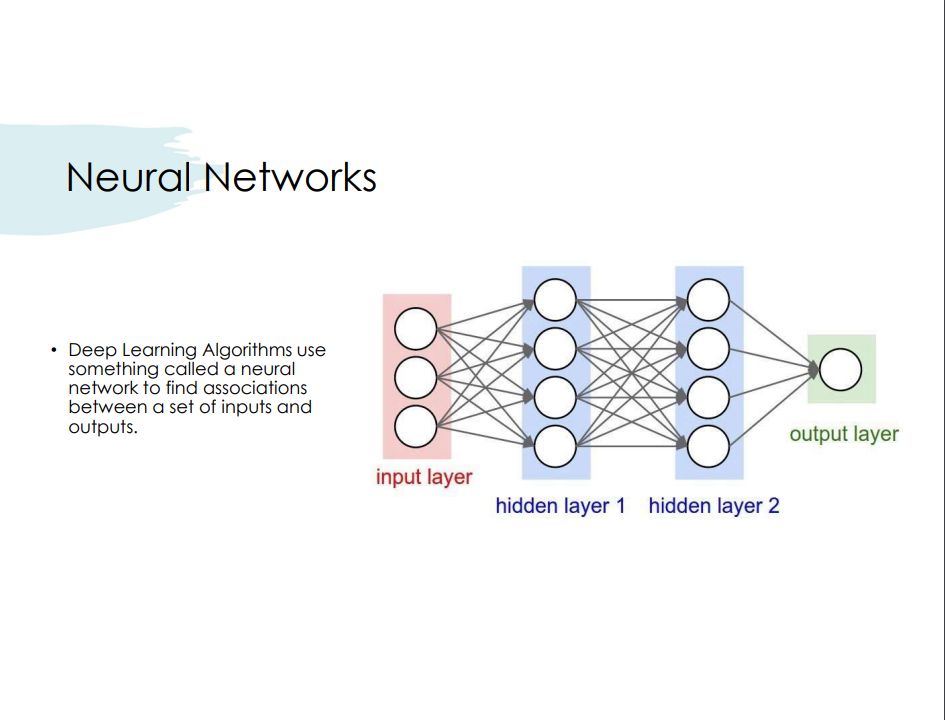 Neural Networks
• Deep Learning Algorithms use
something called a neural
network to find associations
between a set of inputs and
outputs.
input layer
hidden layer 1
hidden layer 2
output layer